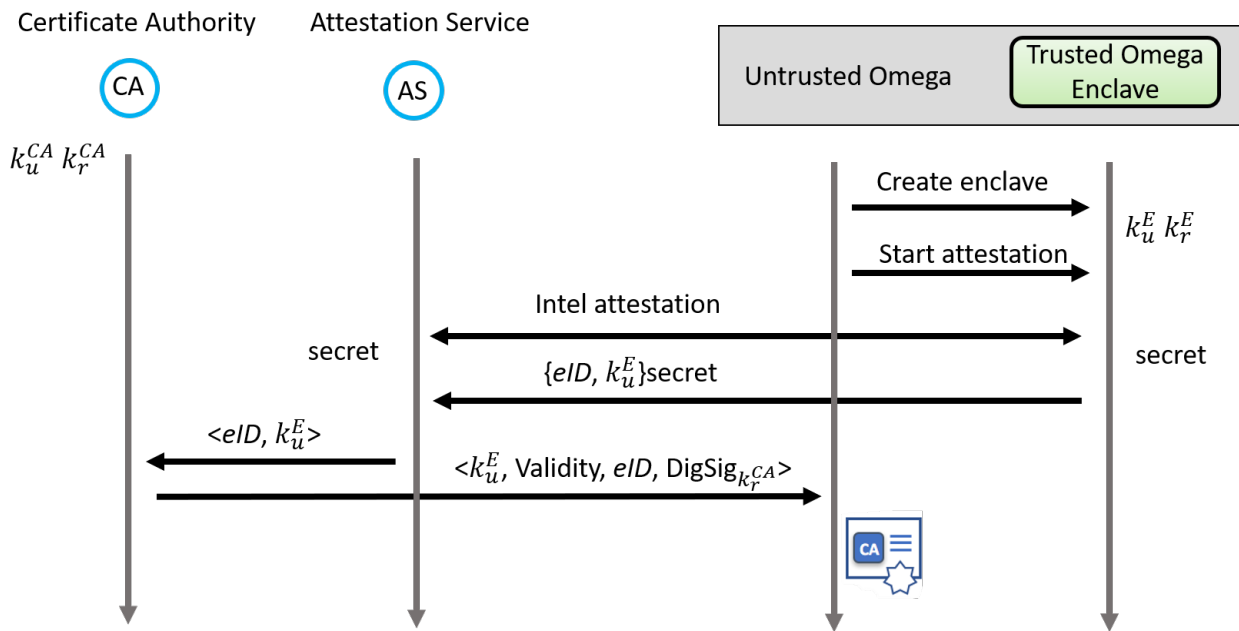 Certificate Authority
Attestation Service
CA
AS
Untrusted Omega
Trusted Omega
Enclave
$k_u^{CA}$ $k_r^{CA}$
Create enclave
$k_u^E$ $k_r^E$
Start attestation
Intel attestation
secret
secret
{eID, $k_u^E$}secret
<eID, $k_u^E$>
<$k_u^E$, Validity, eID, DigSig$_{k_r^{CA}}$>
CA